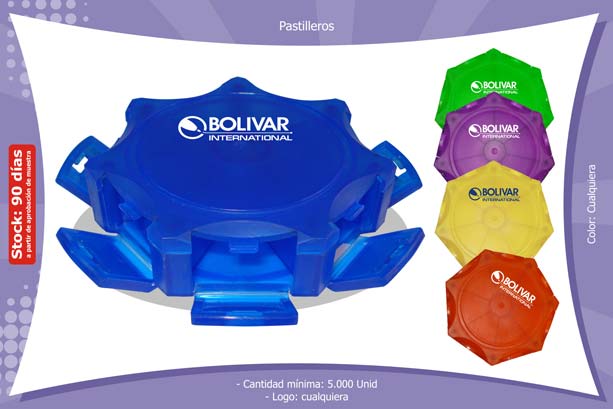 Pastilleros
Stock: 90 días
a partir de aprobación de muestra
BOLIVAR
INTERNATIONAL
BOLIVAR
INTERNATIONAL
BOLIVAR
INTERNATIONAL
BOLIVAR
INTERNATIONAL
BOLIVAR
INTERNATIONAL
Color: Cualquiera
- Cantidad mínima: 5.000 Unid
- Logo: cualquiera